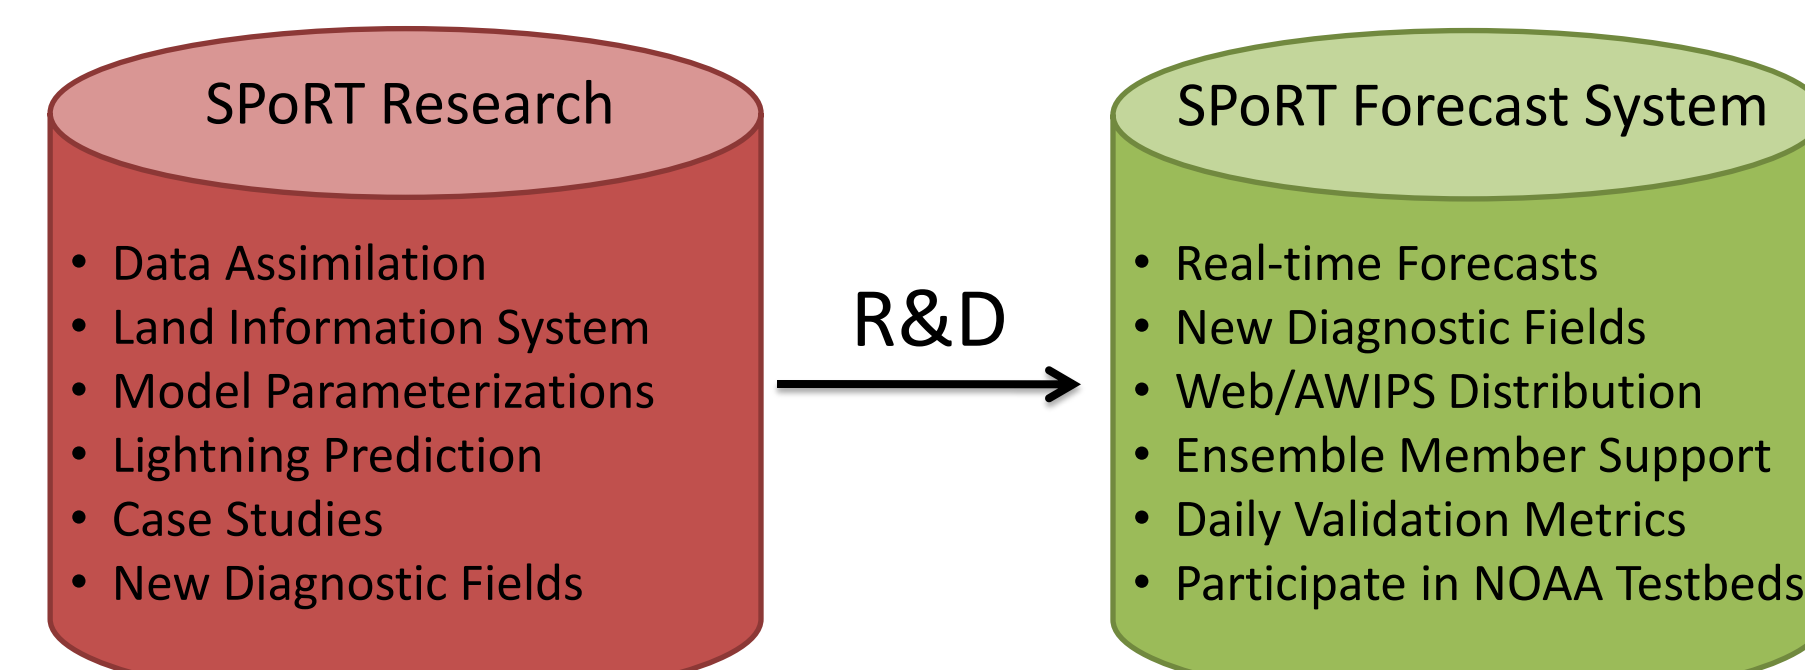 SPoRT Research
• Data Assimilation
• Land Information System
• Model Parameterizations
• Lightning Prediction
• Case Studies
• New Diagnostic Fields
R&D
SPoRT Forecast System
• Real-time Forecasts
• New Diagnostic Fields
• Web/AWIPS Distribution
• Ensemble Member Support
• Daily Validation Metrics
• Participate in NOAA Testbeds